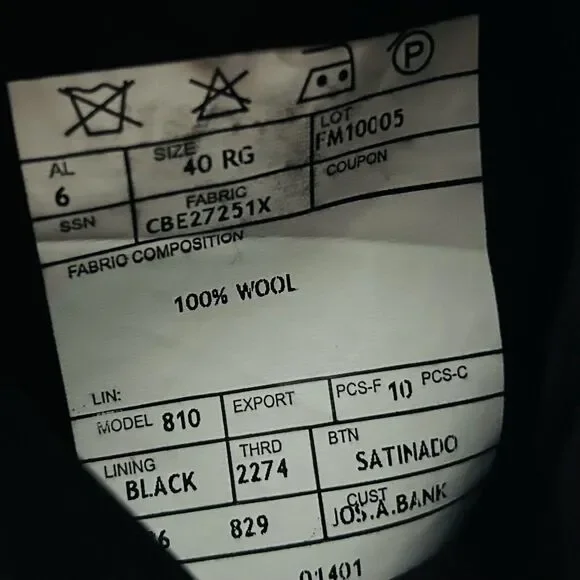 P
AL SIZE LOT
6 40 RG FM10005
SSN FABRIC COUPON
CBE27251X
FABRIC COMPOSITION
100% WOOL
LIN:
MODEL 810 EXPORT PCS-F 10 PCS-C
LINING THRD BTN
BLACK 2274 SATINADO
6 829 CUST
JOS.A.BANK
01401